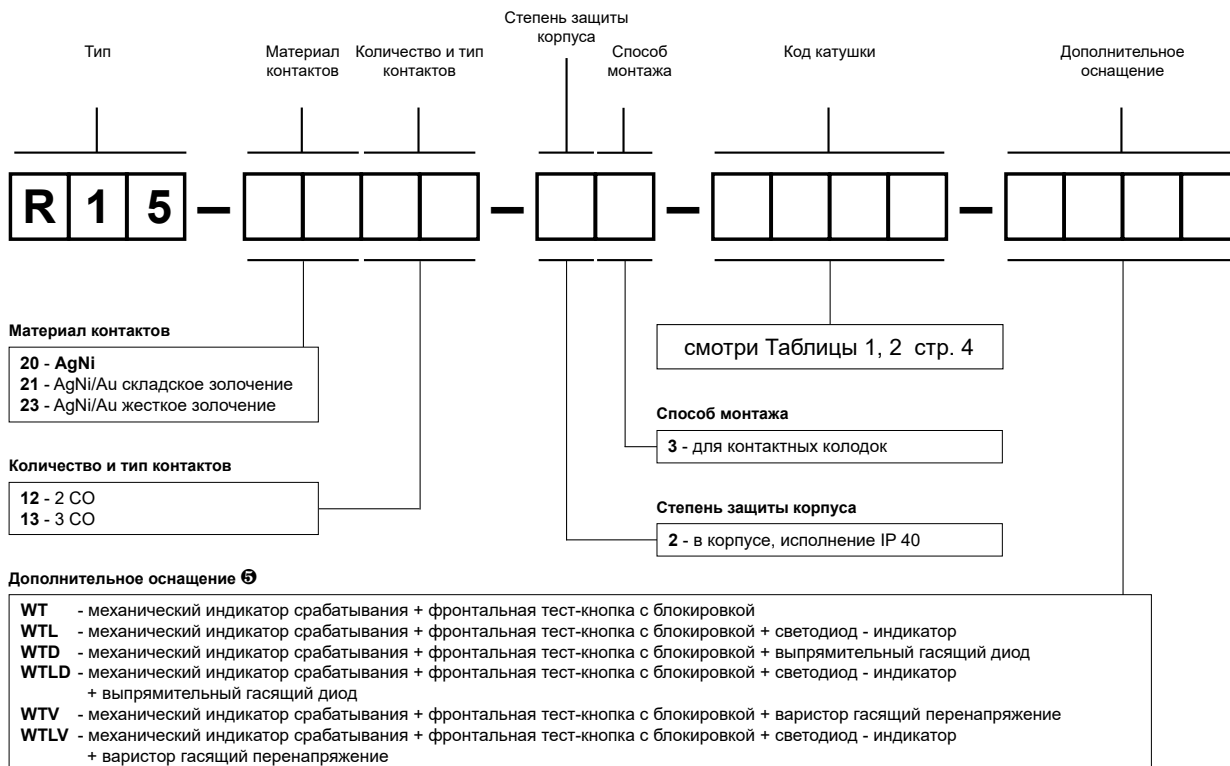 Тип
Материал
контактов
Количество и тип
контактов
Степень защиты
корпуса
Способ
монтажа
Код катушки
Дополнительное
оснащение
R 1 5 – – – –
Материал контактов
20 - AgNi
21 - AgNi/Au складское золочение
23 - AgNi/Au жесткое золочение
Количество и тип контактов
12 - 2 CO
13 - 3 CO
смотри Таблицы 1, 2 стр. 4
Способ монтажа
3 - для контактных колодок
Степень защиты корпуса
2 - в корпусе, исполнение IP 40
Дополнительное оснащение ❺
WT - механический индикатор срабатывания + фронтальная тест-кнопка с блокировкой
WTL - механический индикатор срабатывания + фронтальная тест-кнопка с блокировкой + светодиод - индикатор
WTD - механический индикатор срабатывания + фронтальная тест-кнопка с блокировкой + выпрямительный гасящий диод
WTLD - механический индикатор срабатывания + фронтальная тест-кнопка с блокировкой + светодиод - индикатор
+ выпрямительный гасящий диод
WTV - механический индикатор срабатывания + фронтальная тест-кнопка с блокировкой + варистор гасящий перенапряжение
WTLV - механический индикатор срабатывания + фронтальная тест-кнопка с блокировкой + светодиод - индикатор
+ варистор гасящий перенапряжение